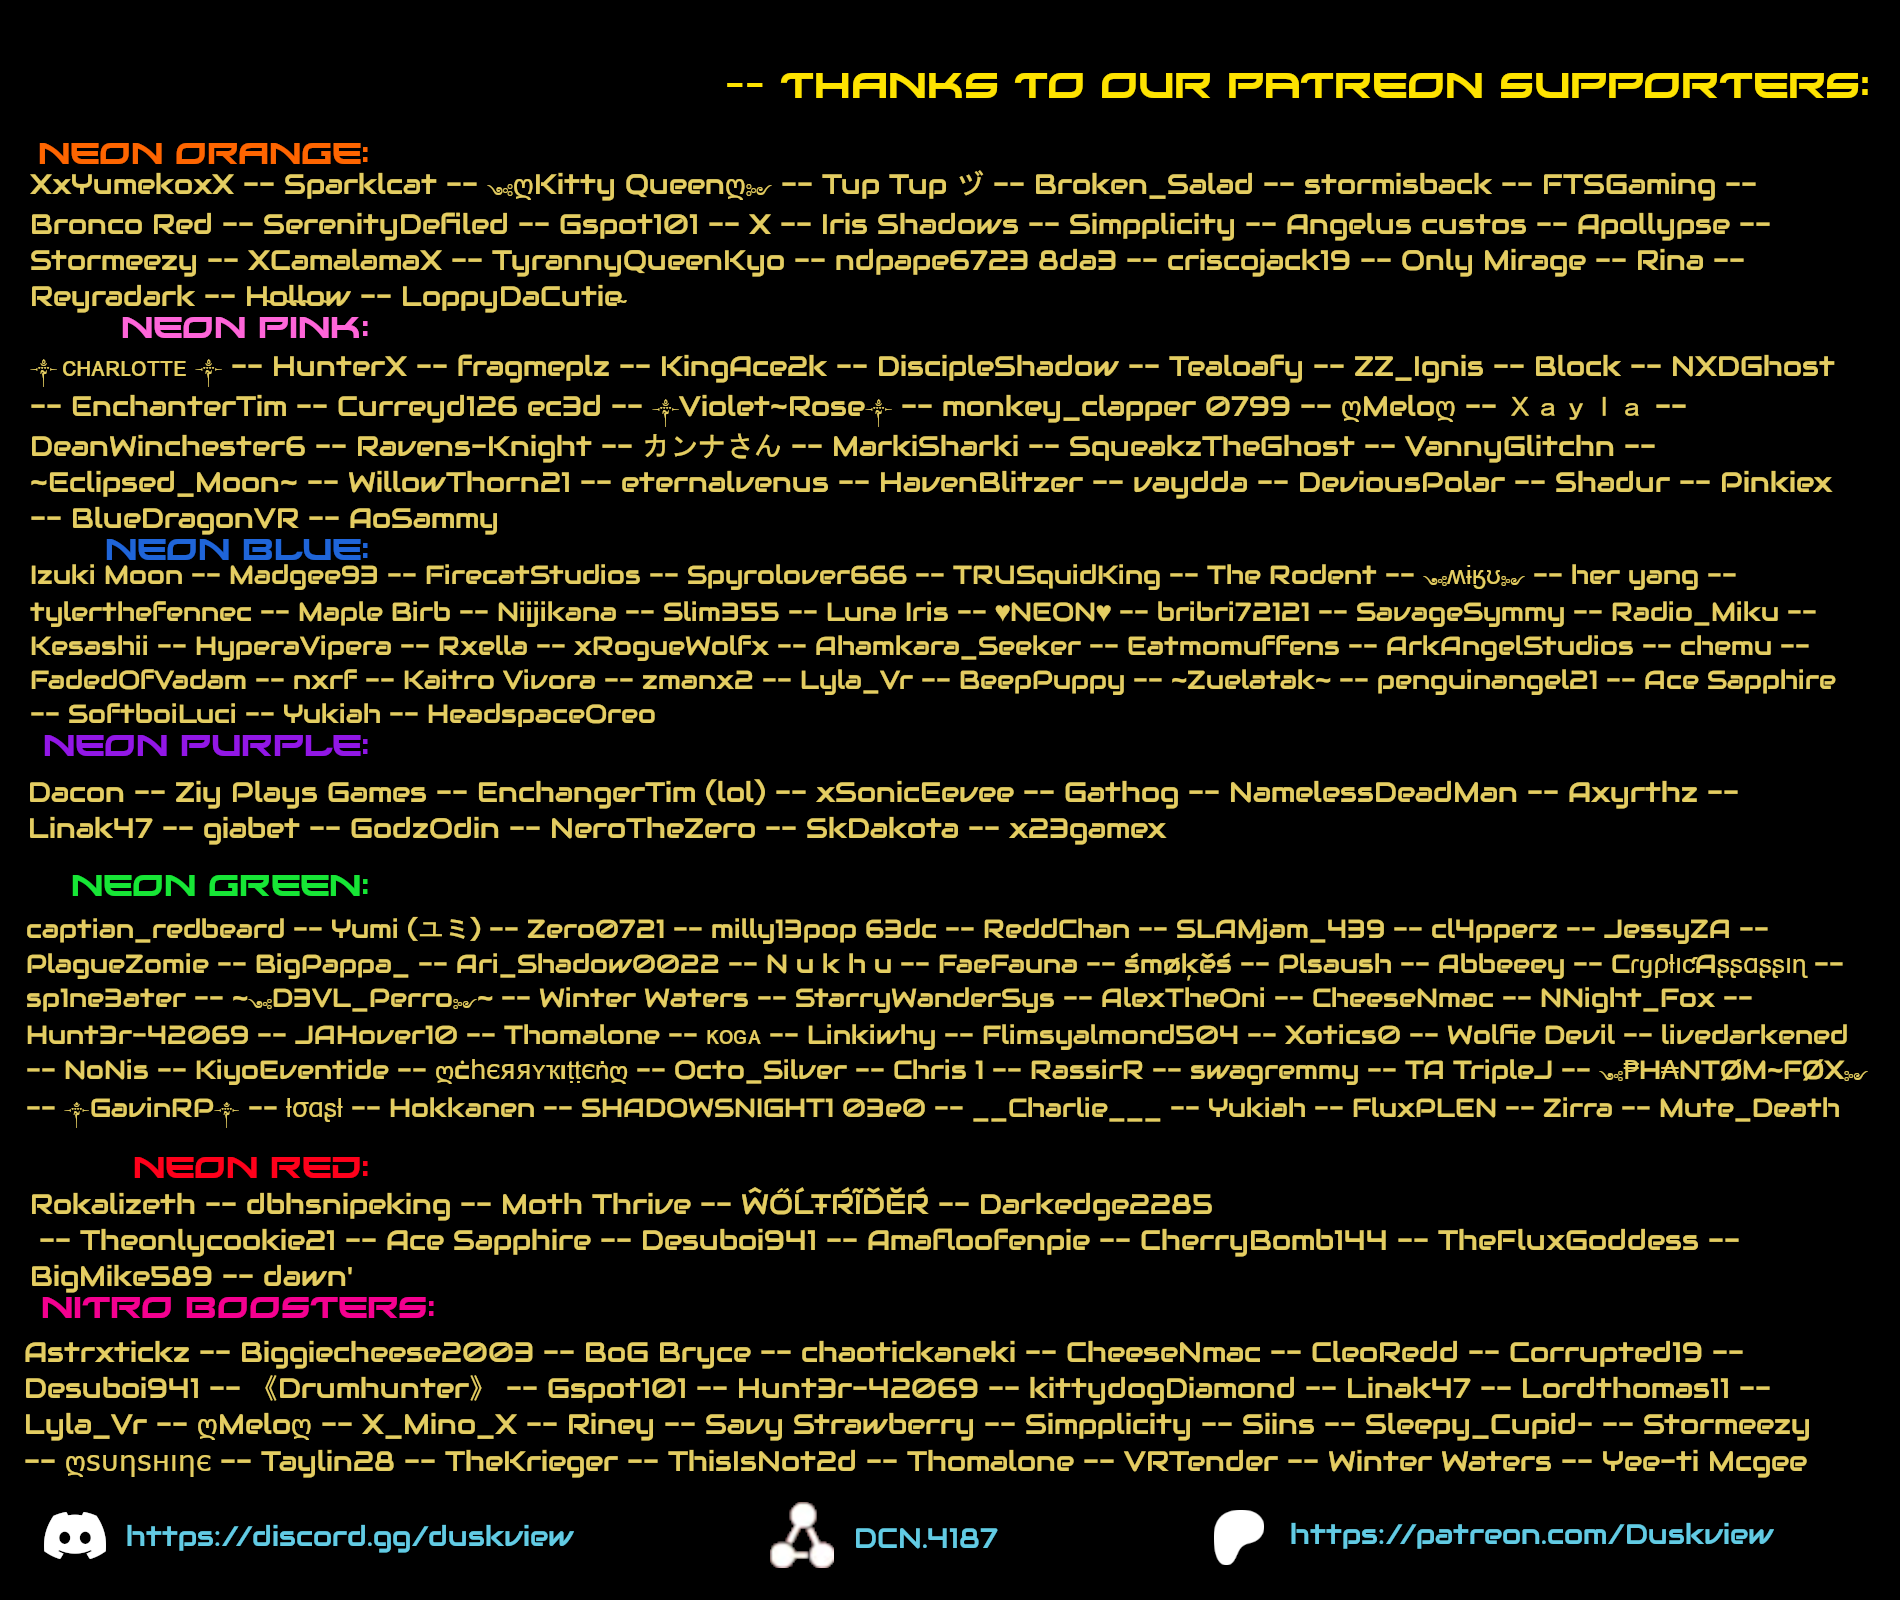 -- THANKS TO OUR PATREON SUPPORTERS:
NEON ORANGE:
XxYumekoxX -- Sparklcat -- ༺ღKitty Queenღ༻ -- Tup Tup ヅ -- Broken_Salad -- stormisback -- FTSGaming --
Bronco Red -- SerenityDefiled -- Gspot101 -- X -- Iris Shadows -- Simpplicity -- Angelus custos -- Apollypse --
Stormeezy -- XCamalamaX -- TyrannyQueenKyo -- ndpape6723 8da3 -- criscojack19 -- Only Mirage -- Rina --
Reyradark -- Ho̴l̴l̴o̴w -- LoppyDaCutie̴
NEON PINK:
༒ ᴄʜᴀʀʟᴏᴛᴛᴇ ༒ -- HunterX -- fragmeplz -- KingAce2k -- DiscipleShadow -- Tealoafy -- ZZ_Ignis -- Block -- NXDGhost
-- EnchanterTim -- Curreyd126 ec3d -- ༒Violet~Rose༒ -- monkey_clapper 0799 -- ღMeloღ -- Ｘａｙｌａ --
DeanWinchester6 -- Ravens-Knight -- カンナさん -- MarkiSharki -- SqueakzTheGhost -- VannyGlitchn --
~Eclipsed_Moon~ -- WillowThorn21 -- eternalvenus -- HavenBlitzer -- vaydda -- DeviousPolar -- Shadur -- Pinkiex
-- BlueDragonVR -- AoSammy
NEON BLUE:
Izuki Moon -- Madgee93 -- FirecatStudios -- Spyrolover666 -- TRUSquidKing -- The Rodent -- ༺ʍɨӄʊ༻ -- her yang --
tylerthefennec -- Maple Birb -- Niijikana -- Slim355 -- Luna Iris -- ♥NEON♥ -- bribri72121 -- SavageSymmy -- Radio_Miku --
Kesashii -- HyperaVipera -- Rxella -- xRogueWolfx -- Ahamkara_Seeker -- Eatmomuffens -- ArkAngelStudios -- chemu --
FadedOfVadam -- nxrf -- Kaitro Vivora -- zmanx2 -- Lyla_Vr -- BeepPuppy -- ~Zuelatak~ -- penguinangel21 -- Ace Sapphire
-- SoftboiLuci -- Yukiah -- HeadspaceOreo
NEON PURPLE:
Dacon -- Ziy Plays Games -- EnchangerTim (lol) -- xSonicEevee -- Gathog -- NamelessDeadMan -- Axyrthz --
Linak47 -- giabet -- GodzOdin -- NeroTheZero -- SkDakota -- x23gamex
NEON GREEN:
captian_redbeard -- Yumi (ユミ) -- Zero0721 -- milly13pop 63dc -- ReddChan -- SLAMjam_439 -- cl4pperz -- JessyZA --
PlagueZomie -- BigPappa_ -- Ari_Shadow0022 -- N u k h u -- FaeFauna -- śmøķěś -- Plsaush -- Abbeeey -- CɾყρƚιƈAʂʂαʂʂιɳ --
sp1ne3ater -- ~༺D3VL_Perro༻~ -- Winter Waters -- StarryWanderSys -- AlexTheOni -- CheeseNmac -- NNight_Fox --
Hunt3r-42069 -- JAHover10 -- Thomalone -- ᴋᴏɢᴀ -- Linkiwhy -- Flimsyalmond504 -- Xotics0 -- Wolfie Devil -- livedarkened
-- NoNis -- KiyoEventide -- ღċһєяяʏҡıţţєṅღ -- Octo_Silver -- Chris 1 -- RassirR -- swagremmy -- TA TripleJ -- ༺₱H₳NTØM~FØX༻
-- ༒GavinRP༒ -- ƚσαʂƚ -- Hokkanen -- SHADOWSNIGHT1 03e0 -- __Charlie___ -- Yukiah -- FluxPLEN -- Zirra -- Mute_Death
NEON RED:
Rokalizeth -- dbhsnipeking -- Moth Thrive -- ŴŐĹŦŔĨĎĚŔ -- Darkedge2285
-- Theonlycookie21 -- Ace Sapphire -- Desuboi941 -- Amafloofenpie -- CherryBomb144 -- TheFluxGoddess --
BigMike589 -- dawn'
NITRO BOOSTERS:
Astrxtickz -- Biggiecheese2003 -- BoG Bryce -- chaotickaneki -- CheeseNmac -- CleoRedd -- Corrupted19 --
Desuboi941 -- 《Drumhunter》 -- Gspot101 -- Hunt3r-42069 -- kittydogDiamond -- Linak47 -- Lordthomas11 --
Lyla_Vr -- ღMeloღ -- X_Mino_X -- Riney -- Savy Strawberry -- Simpplicity -- Siins -- Sleepy_Cupid- -- Stormeezy
-- ღѕυηѕнιηє -- Taylin28 -- TheKrieger -- ThisIsNot2d -- Thomalone -- VRTender -- Winter Waters -- Yee-ti Mcgee
https://discord.gg/duskview DCN.4187 https://patreon.com/Duskview